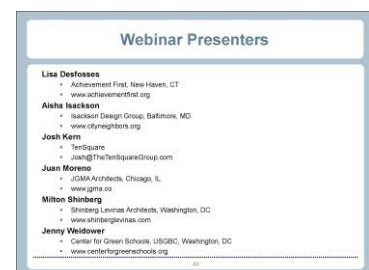 Webinar Presenters
Lisa Desfosses
• Achievement First, New Haven, CT
• www.achievementfirst.org
Aisha Isackson
• Isackson Design Group, Baltimore, MD
• www.cityneighbors.org
Josh Kern
• TenSquare
• Josh@TheTenSquareGroup.com
Juan Moreno
• JGMA Architects, Chicago, IL
• www.jgma.co
Milton Shinberg
• Shinberg Levinas Architects, Washington, DC
• www.shinberglevinas.com
Jenny Weidower
• Center for Green Schools, USGBC, Washington, DC
• www.centerforgreenschools.org